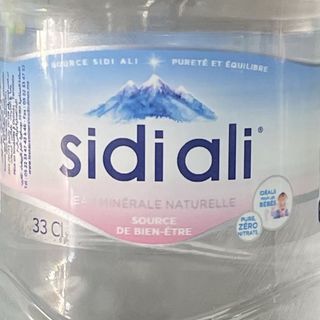 SOURCE SIDI ALI
PURETÉ ET ÉQUILIBRE
sidi ali®
EAU MINÉRALE NATURELLE
SOURCE
DE BIEN-ÊTRE
33 Cl
IDÉALE
POUR LES
BÉBÉS
PURE,
ZÉRO
NITRATE